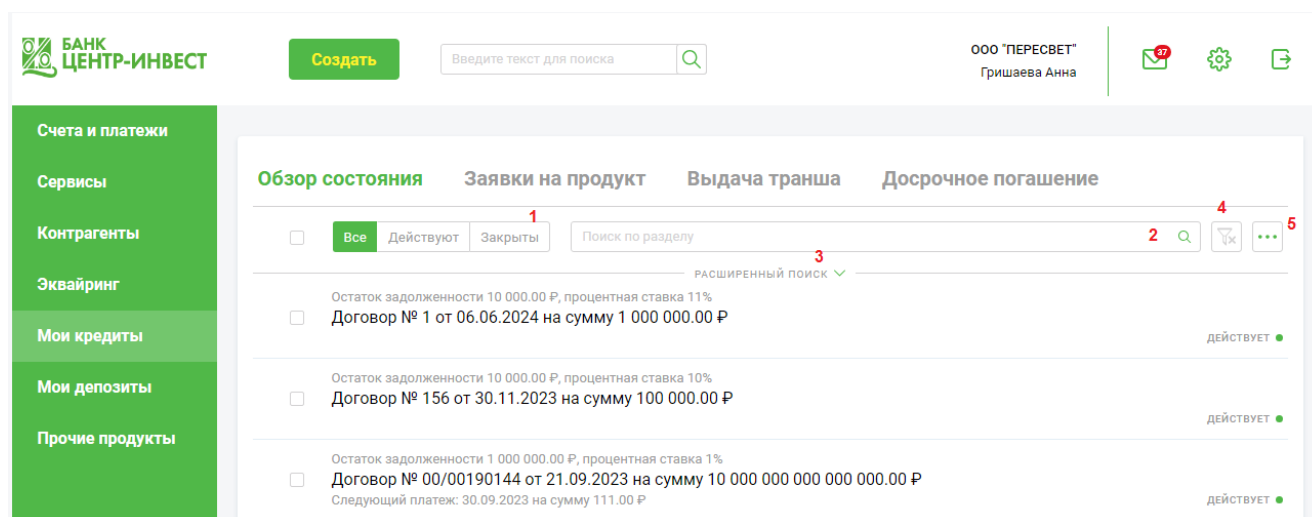 БАНК
ЦЕНТР-ИНВЕСТ
Создать
Введите текст для поиска
ООО "ПЕРЕСВЕТ"
Гришаева Анна
37
Счета и платежи
Сервисы
Контрагенты
Эквайринг
Мои кредиты
Мои депозиты
Прочие продукты
Обзор состояния Заявки на продукт Выдача транша Досрочное погашение
1
4
5
Все Действуют Закрыты Поиск по разделу 2
3
РАСШИРЕННЫЙ ПОИСК
Остаток задолженности 10 000.00 ₽, процентная ставка 11%
Договор № 1 от 06.06.2024 на сумму 1 000 000.00 ₽
ДЕЙСТВУЕТ
Остаток задолженности 10 000.00 ₽, процентная ставка 10%
Договор № 156 от 30.11.2023 на сумму 100 000.00 ₽
ДЕЙСТВУЕТ
Остаток задолженности 1 000 000.00 ₽, процентная ставка 1%
Договор № 00/00190144 от 21.09.2023 на сумму 10 000 000 000 000 000.00 ₽
Следующий платеж: 30.09.2023 на сумму 111.00 ₽
ДЕЙСТВУЕТ